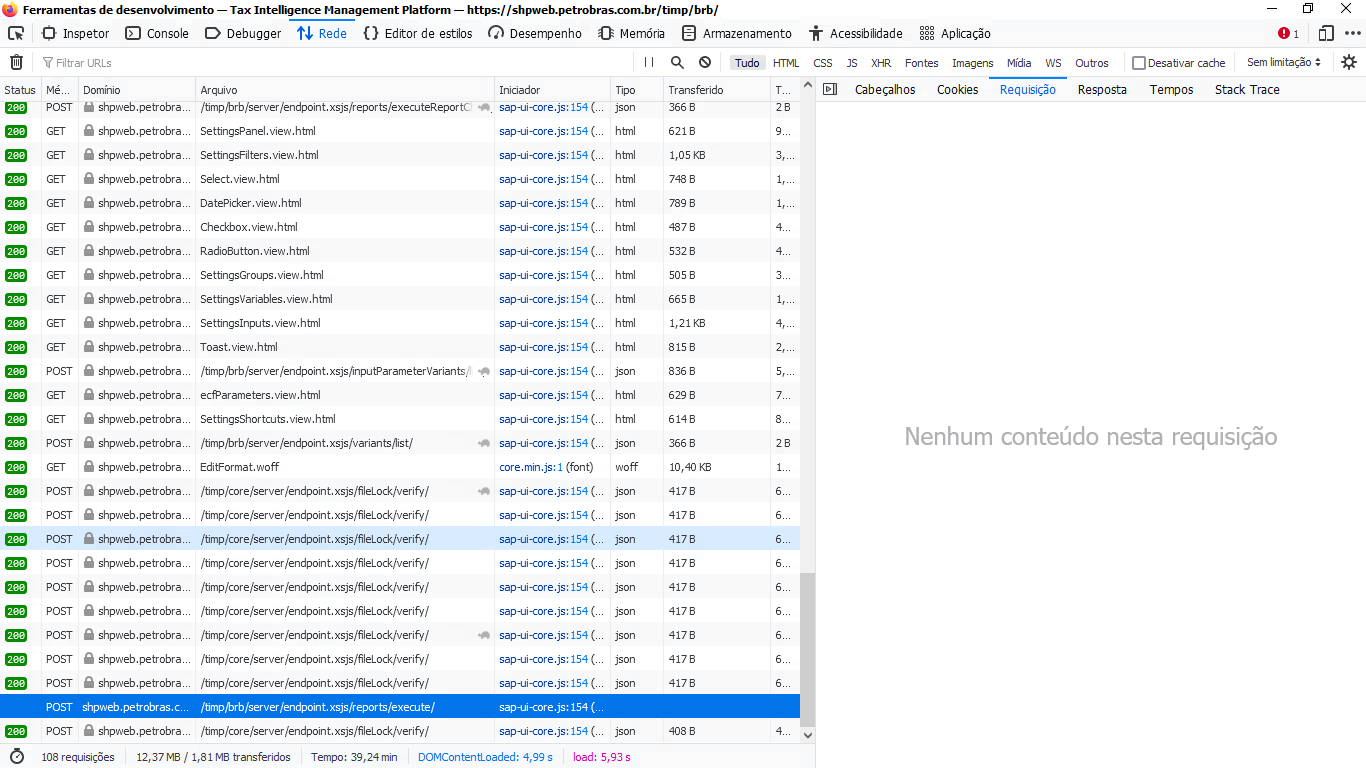 Ferramentas de desenvolvimento — Tax Intelligence Management Platform — https://shpweb.petrobras.com.br/timp/brb/
Inspetor Console Debugger Rede Editor de estilos Desempenho Memória Armazenamento Acessibilidade Aplicação 1
Filtrar URLs Tudo HTML CSS JS XHR Fontes Imagens Mídia WS Outros Desativar cache Sem limitação
Status Mé... Domínio Arquivo Iniciador Tipo Transferido T... Cabeçalhos Cookies Requisição Resposta Tempos Stack Trace
200 POST shpweb.petrobra... /timp/brb/server/endpoint.xsjs/reports/executeReportC sap-ui-core.js:154 (... json 366 B 2 B
200 GET shpweb.petrobra... SettingsPanel.view.html sap-ui-core.js:154 (... html 621 B 9...
200 GET shpweb.petrobra... SettingsFilters.view.html sap-ui-core.js:154 (... html 1,05 KB 3,...
200 GET shpweb.petrobra... Select.view.html sap-ui-core.js:154 (... html 748 B 1,...
200 GET shpweb.petrobra... DatePicker.view.html sap-ui-core.js:154 (... html 789 B 1,...
200 GET shpweb.petrobra... Checkbox.view.html sap-ui-core.js:154 (... html 487 B 4...
200 GET shpweb.petrobra... RadioButton.view.html sap-ui-core.js:154 (... html 532 B 4...
200 GET shpweb.petrobra... SettingsGroups.view.html sap-ui-core.js:154 (... html 505 B 3...
200 GET shpweb.petrobra... SettingsVariables.view.html sap-ui-core.js:154 (... html 665 B 1,...
200 GET shpweb.petrobra... SettingsInputs.view.html sap-ui-core.js:154 (... html 1,21 KB 4,...
200 GET shpweb.petrobra... Toast.view.html sap-ui-core.js:154 (... html 815 B 2,...
200 POST shpweb.petrobra... /timp/brb/server/endpoint.xsjs/inputParameterVariants/ sap-ui-core.js:154 (... json 836 B 5,...
200 GET shpweb.petrobra... ecfParameters.view.html sap-ui-core.js:154 (... html 629 B 7...
200 GET shpweb.petrobra... SettingsShortcuts.view.html sap-ui-core.js:154 (... html 614 B 8...
200 POST shpweb.petrobra... /timp/brb/server/endpoint.xsjs/variants/list/ sap-ui-core.js:154 (... json 366 B 2 B
Nenhum conteúdo nesta requisição
200 GET shpweb.petrobra... EditFormat.woff core.min.js:1 (font) woff 10,40 KB 1...
200 POST shpweb.petrobra... /timp/core/server/endpoint.xsjs/fileLock/verify/ sap-ui-core.js:154 (... json 417 B 6...
200 POST shpweb.petrobra... /timp/core/server/endpoint.xsjs/fileLock/verify/ sap-ui-core.js:154 (... json 417 B 6...
200 POST shpweb.petrobra... /timp/core/server/endpoint.xsjs/fileLock/verify/ sap-ui-core.js:154 (... json 417 B 6...
200 POST shpweb.petrobra... /timp/core/server/endpoint.xsjs/fileLock/verify/ sap-ui-core.js:154 (... json 417 B 6...
200 POST shpweb.petrobra... /timp/core/server/endpoint.xsjs/fileLock/verify/ sap-ui-core.js:154 (... json 417 B 6...
200 POST shpweb.petrobra... /timp/core/server/endpoint.xsjs/fileLock/verify/ sap-ui-core.js:154 (... json 417 B 6...
200 POST shpweb.petrobra... /timp/core/server/endpoint.xsjs/fileLock/verify/ sap-ui-core.js:154 (... json 417 B 6...
200 POST shpweb.petrobra... /timp/core/server/endpoint.xsjs/fileLock/verify/ sap-ui-core.js:154 (... json 417 B 6...
200 POST shpweb.petrobra... /timp/core/server/endpoint.xsjs/fileLock/verify/ sap-ui-core.js:154 (... json 417 B 6...
POST shpweb.petrobras.c... /timp/brb/server/endpoint.xsjs/reports/execute/ sap-ui-core.js:154 (...
200 POST shpweb.petrobra... /timp/core/server/endpoint.xsjs/fileLock/verify/ sap-ui-core.js:154 (... json 408 B 4...
108 requisições 12,37 MB / 1,81 MB transferidos Tempo: 39,24 min DOMContentLoaded: 4,99 s load: 5,93 s